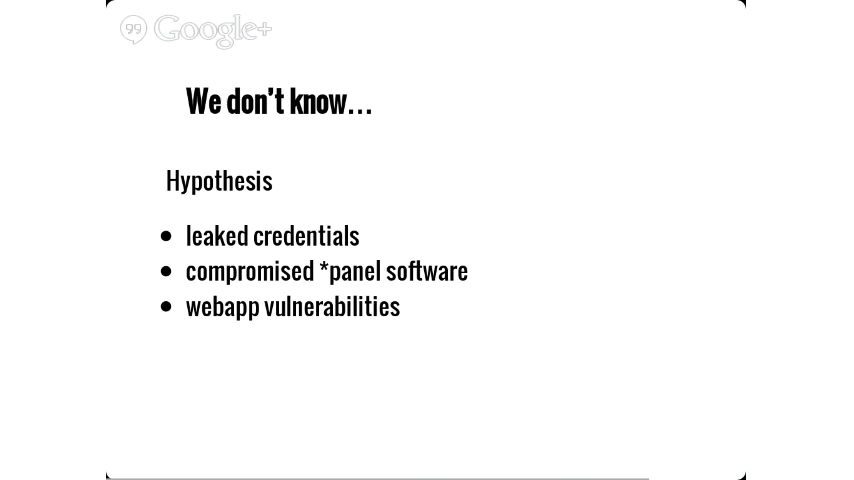 Google+
We don't know...
Hypothesis
• leaked credentials
• compromised *panel software
• webapp vulnerabilities